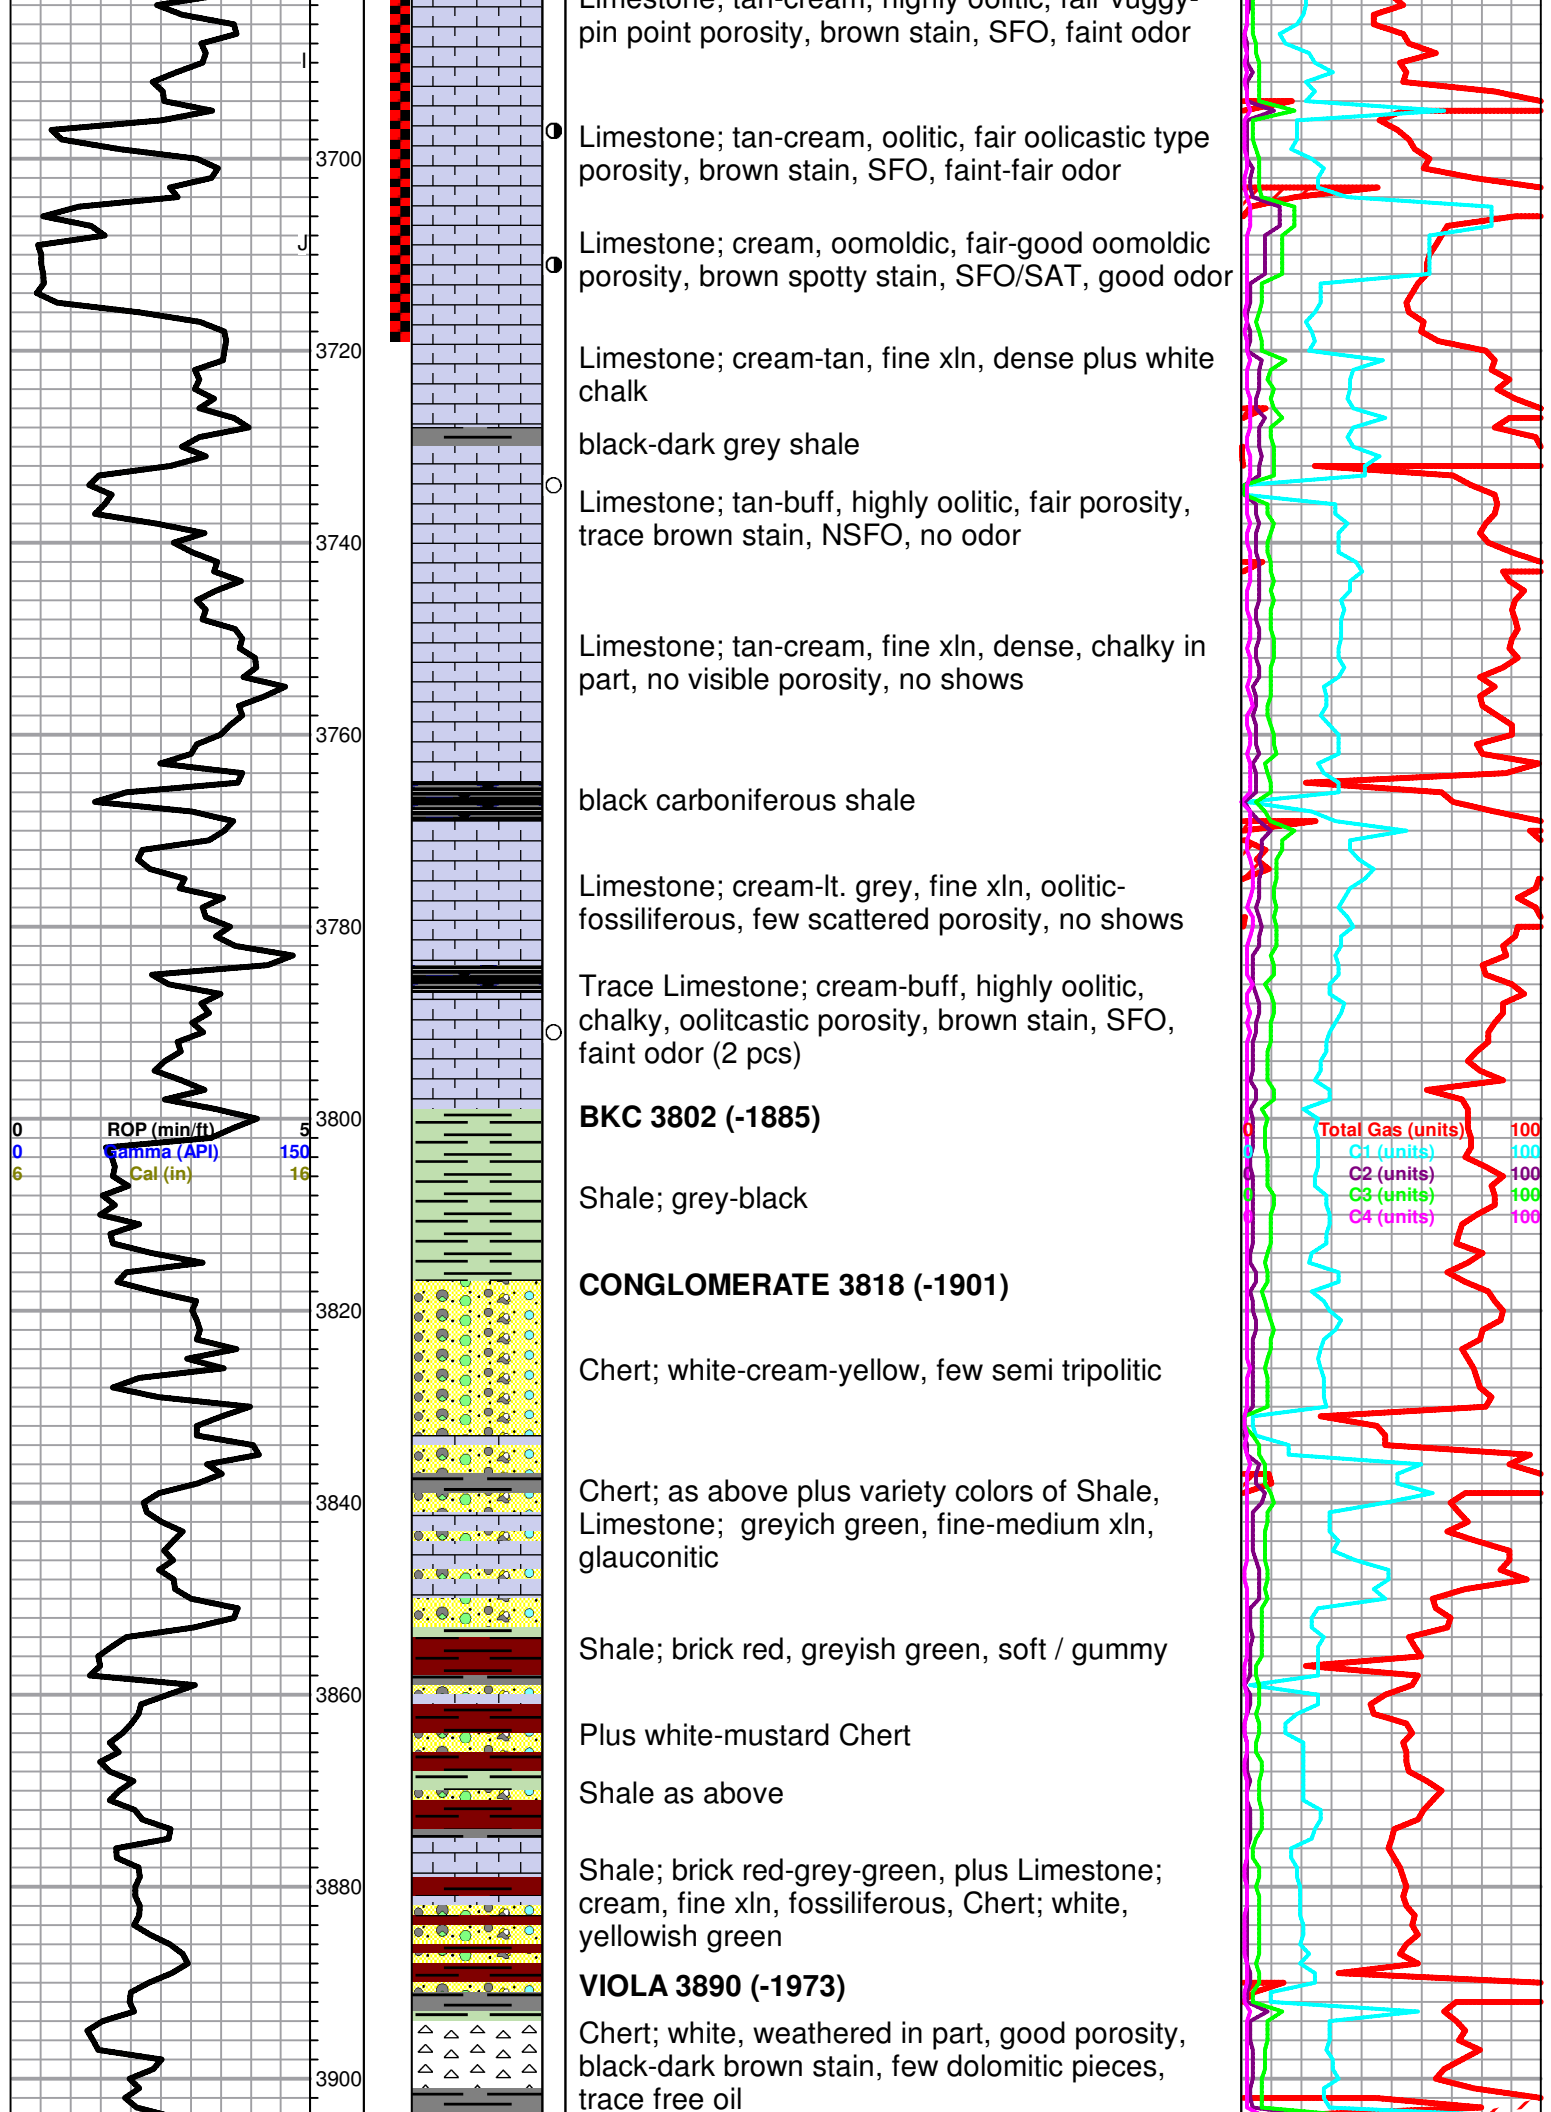 Limestone; tan-cream, highly oolitic, fair vuggy-
pin point porosity, brown stain, SFO, faint odor
I
Limestone; tan-cream, oolitic, fair oolicastic type
3700
porosity, brown stain, SFO, faint-fair odor
J
Limestone; cream, oomoldic, fair-good oomoldic
porosity, brown spotty stain, SFO/SAT, good odor
3720
Limestone; cream-tan, fine xln, dense plus white
chalk
black-dark grey shale
Limestone; tan-buff, highly oolitic, fair porosity,
trace brown stain, NSFO, no odor
3740
Limestone; tan-cream, fine xln, dense, chalky in
part, no visible porosity, no shows
3760
black carboniferous shale
Limestone; cream-lt. grey, fine xln, oolitic-
fossiliferous, few scattered porosity, no shows
3780
Trace Limestone; cream-buff, highly oolitic,
chalky, oolitcastic porosity, brown stain, SFO,
faint odor (2 pcs)
3800
BKC 3802 (-1885)
0 ROP (min/ft) 5
0 Gamma (API) 150
6 Cal (in) 16
0 Total Gas (units) 100
0 C1 (units) 100
0 C2 (units) 100
0 C3 (units) 100
0 C4 (units) 100
Shale; grey-black
CONGLOMERATE 3818 (-1901)
3820
Chert; white-cream-yellow, few semi tripolitic
Chert; as above plus variety colors of Shale,
3840
Limestone;  greyich green, fine-medium xln,
glauconitic
Shale; brick red, greyish green, soft / gummy
3860
Plus white-mustard Chert
Shale as above
Shale; brick red-grey-green, plus Limestone;
3880
cream, fine xln, fossiliferous, Chert; white,
yellowish green
VIOLA 3890 (-1973)
Chert; white, weathered in part, good porosity,
black-dark brown stain, few dolomitic pieces,
3900
trace free oil